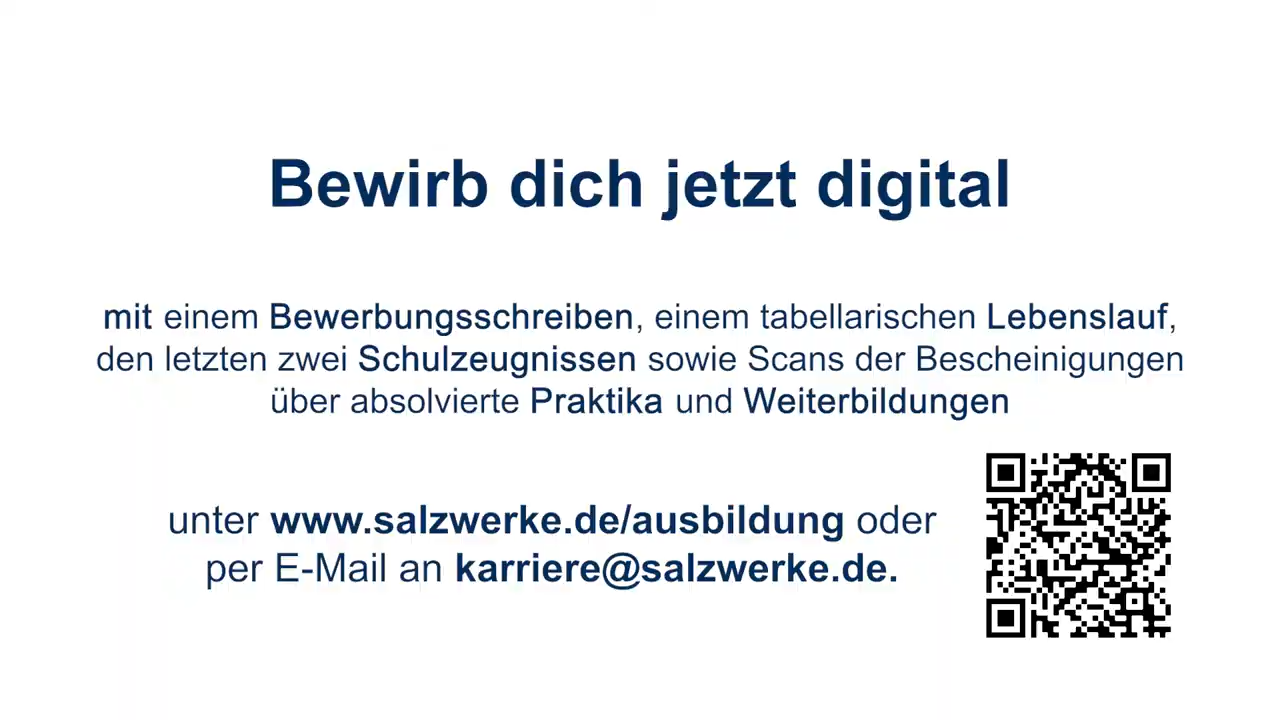 Bewirb dich jetzt digital
mit einem Bewerbungsschreiben, einem tabellarischen Lebenslauf,
den letzten zwei Schulzeugnissen sowie Scans der Bescheinigungen
über absolvierte Praktika und Weiterbildungen
unter www.salzwerke.de/ausbildung oder
per E-Mail an karriere@salzwerke.de.